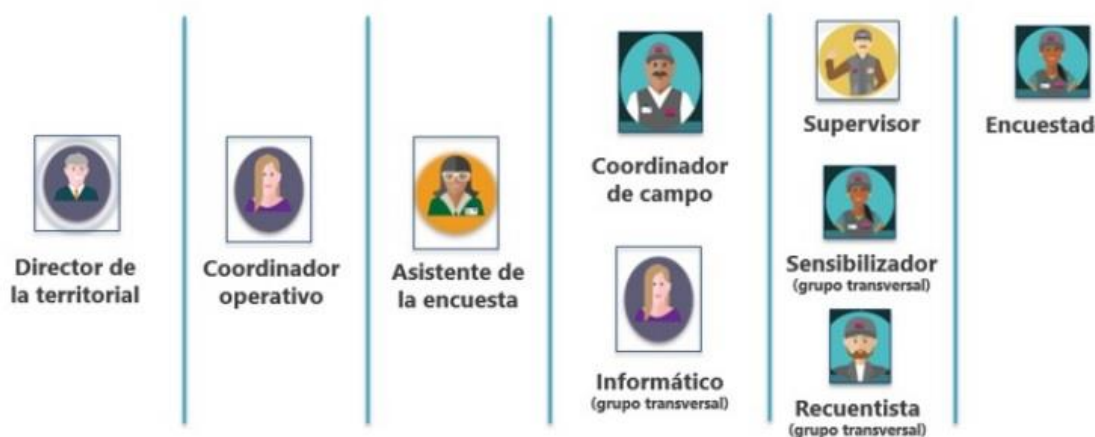 Director de
la territorial
Coordinador
operativo
Asistente de
la encuesta
Coordinador
de campo
Informático
(grupo transversal)
Supervisor
Sensibilizador
(grupo transversal)
Recuentista
(grupo transversal)
Encuestad